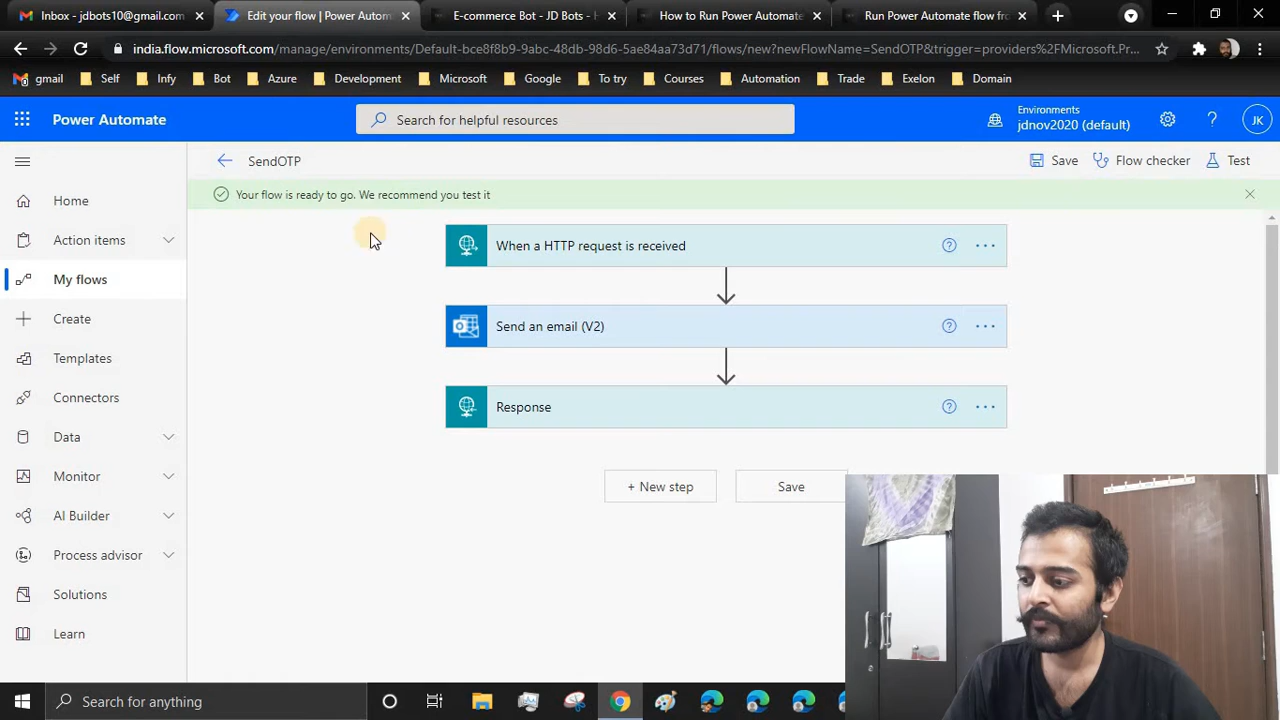 Inbox - jdbots10@gmail.com
Edit your flow | Power Autom
E-commerce Bot - JD Bots - H
How to Run Power Automate
Run Power Automate flow fro
india.flow.microsoft.com/manage/environments/Default-bce8f8b9-9abc-48db-98d6-5ae84aa73d71/flows/new?newFlowName=SendOTP&trigger=providers%2FMicrosoft.Pr...
gmail Self Infy Bot Azure Development Microsoft Google To try Courses Automation Trade Exelon Domain
Power Automate
Search for helpful resources
Environments
jdnov2020 (default)
JK
SendOTP
Save
Flow checker
Test
Your flow is ready to go. We recommend you test it
Home
Action items
My flows
Create
Templates
Connectors
Data
Monitor
AI Builder
Process advisor
Solutions
Learn
When a HTTP request is received
Send an email (V2)
Response
+ New step
Save
Search for anything